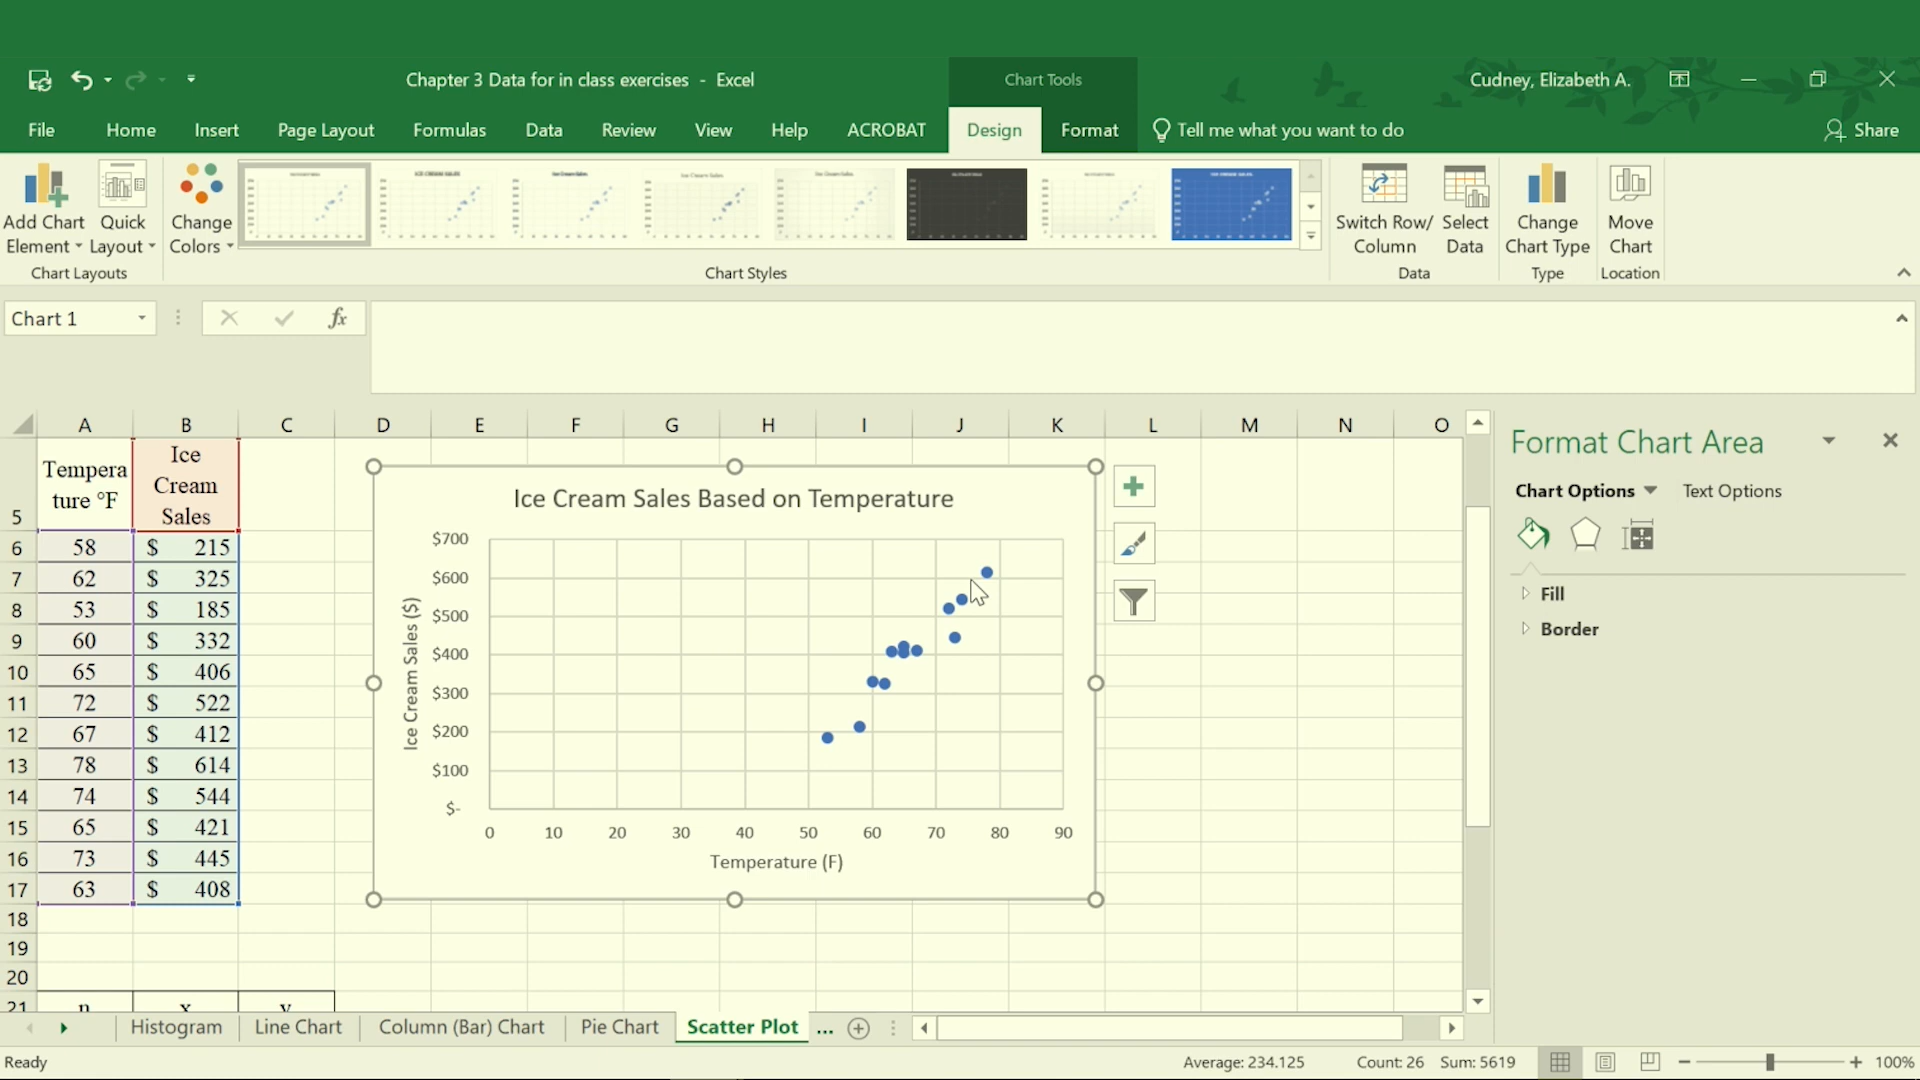 Chapter 3 Data for in class exercises - Excel
Chart Tools
Cudney, Elizabeth A.
File Home Insert Page Layout Formulas Data Review View Help ACROBAT Design Format Tell me what you want to do Share
Add Chart Element
Quick Layout
Change Colors
Switch Row/ Column
Select Data
Change Chart Type
Move Chart
Chart Layouts Chart Styles Data Type Location
Chart 1 fx
A B C D E F G H I J K L M N O
5 Tempera ture °F Ice Cream Sales
6 58 $ 215
7 62 $ 325
8 53 $ 185
9 60 $ 332
10 65 $ 406
11 72 $ 522
12 67 $ 412
13 78 $ 614
14 74 $ 544
15 65 $ 421
16 73 $ 445
17 63 $ 408
18
19
20
21 n x y
Ice Cream Sales Based on Temperature
Ice Cream Sales ($)
$700
$600
$500
$400
$300
$200
$100
$-
0 10 20 30 40 50 60 70 80 90
Temperature (F)
Format Chart Area
Chart Options Text Options
Fill
Border
Histogram Line Chart Column (Bar) Chart Pie Chart Scatter Plot ...
Ready Average: 234.125 Count: 26 Sum: 5619 100%